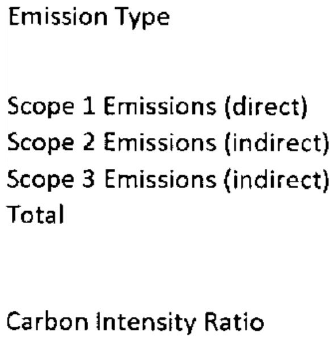 Emission Type
Scope 1 Emissions (direct)
Scope 2 Emissions (indirect)
Scope 3 Emissions (indirect)
Total
Carbon Intensity Ratio